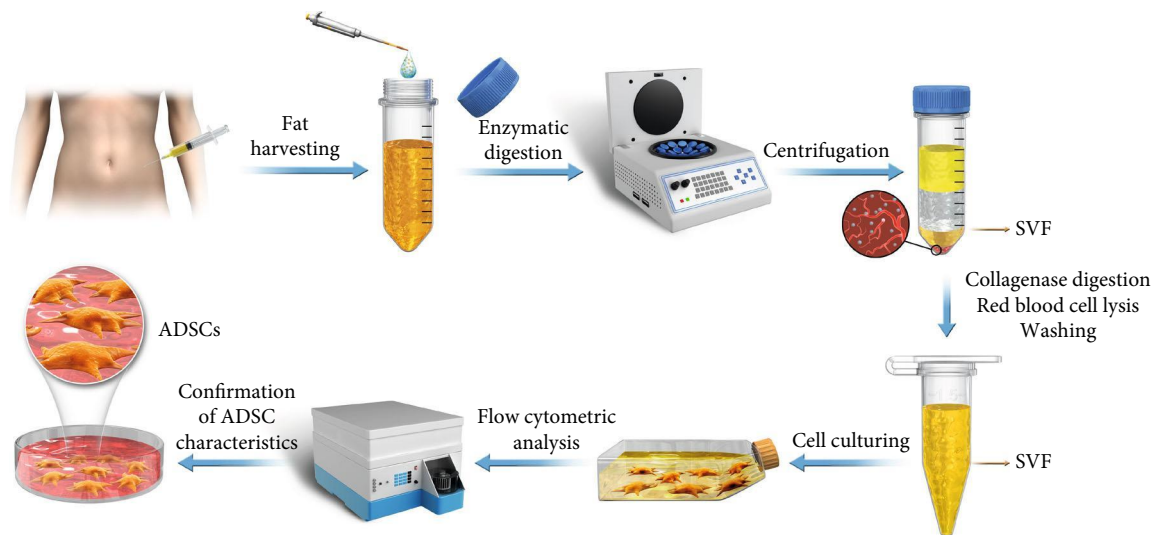 Fat
harvesting
Enzymatic
digestion
Centrifugation
SVF
Collagenase digestion
Red blood cell lysis
Washing
SVF
Cell culturing
Flow cytometric
analysis
Confirmation
of ADSC
characteristics
ADSCs